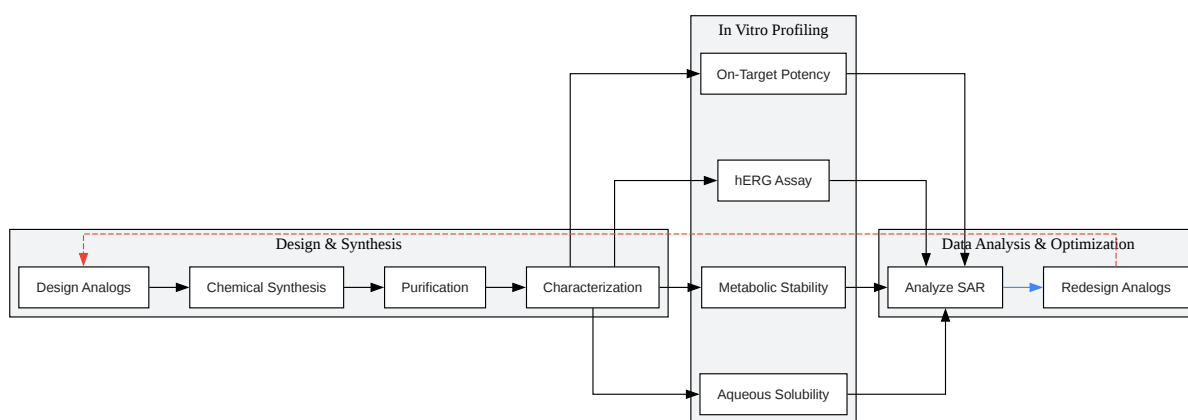 In Vitro Profiling
On-Target Potency
hERG Assay
Design & Synthesis
Data Analysis & Optimization
Design Analogs
Chemical Synthesis
Purification
Characterization
Metabolic Stability
Analyze SAR
Redesign Analogs
Aqueous Solubility